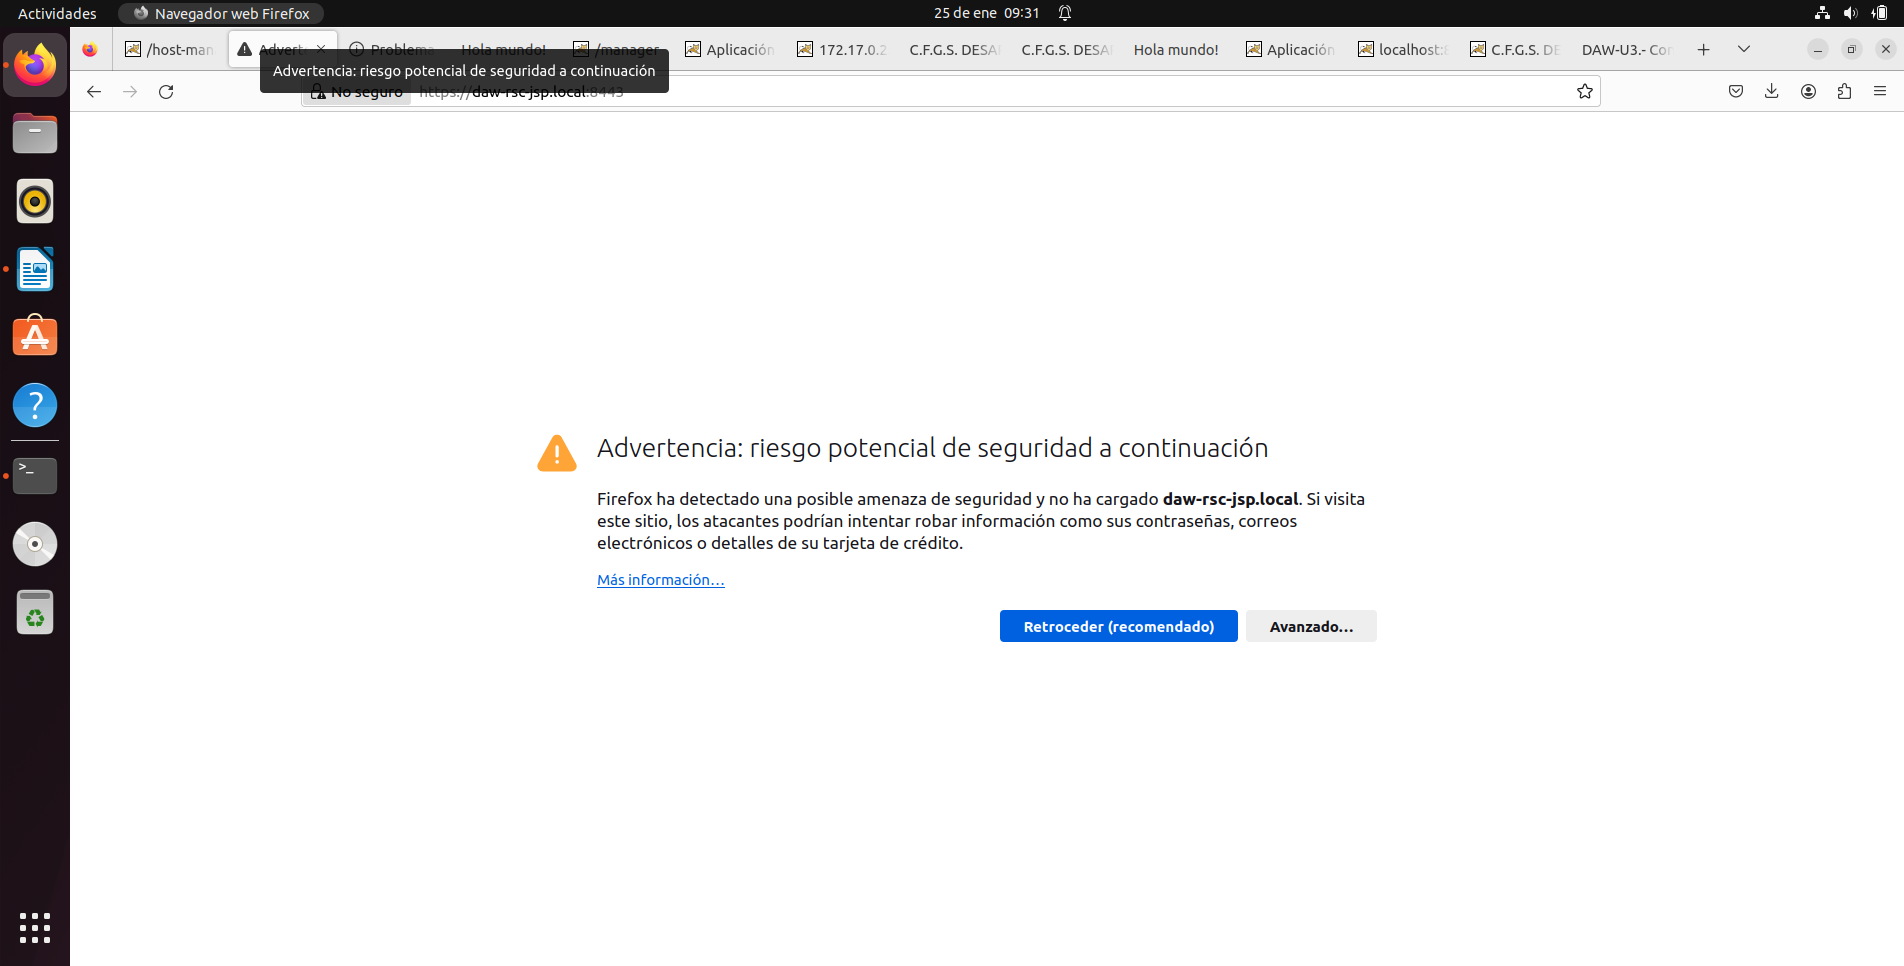 Actividades
Navegador web Firefox
25 de ene 09:31
/host-man
Advert
Problema
Hola mundo!
/manager
Aplicación
172.17.0.2
C.F.G.S. DESA
C.F.G.S. DESA
Hola mundo!
Aplicación
localhost:8
C.F.G.S. DE
DAW-U3.- Con
Advertencia: riesgo potencial de seguridad a continuación
No seguro
https://daw-rsc-jsp.local:8443
Advertencia: riesgo potencial de seguridad a continuación
Firefox ha detectado una posible amenaza de seguridad y no ha cargado daw-rsc-jsp.local. Si visita
este sitio, los atacantes podrían intentar robar información como sus contraseñas, correos
electrónicos o detalles de su tarjeta de crédito.
Más información...
Retroceder (recomendado)
Avanzado...